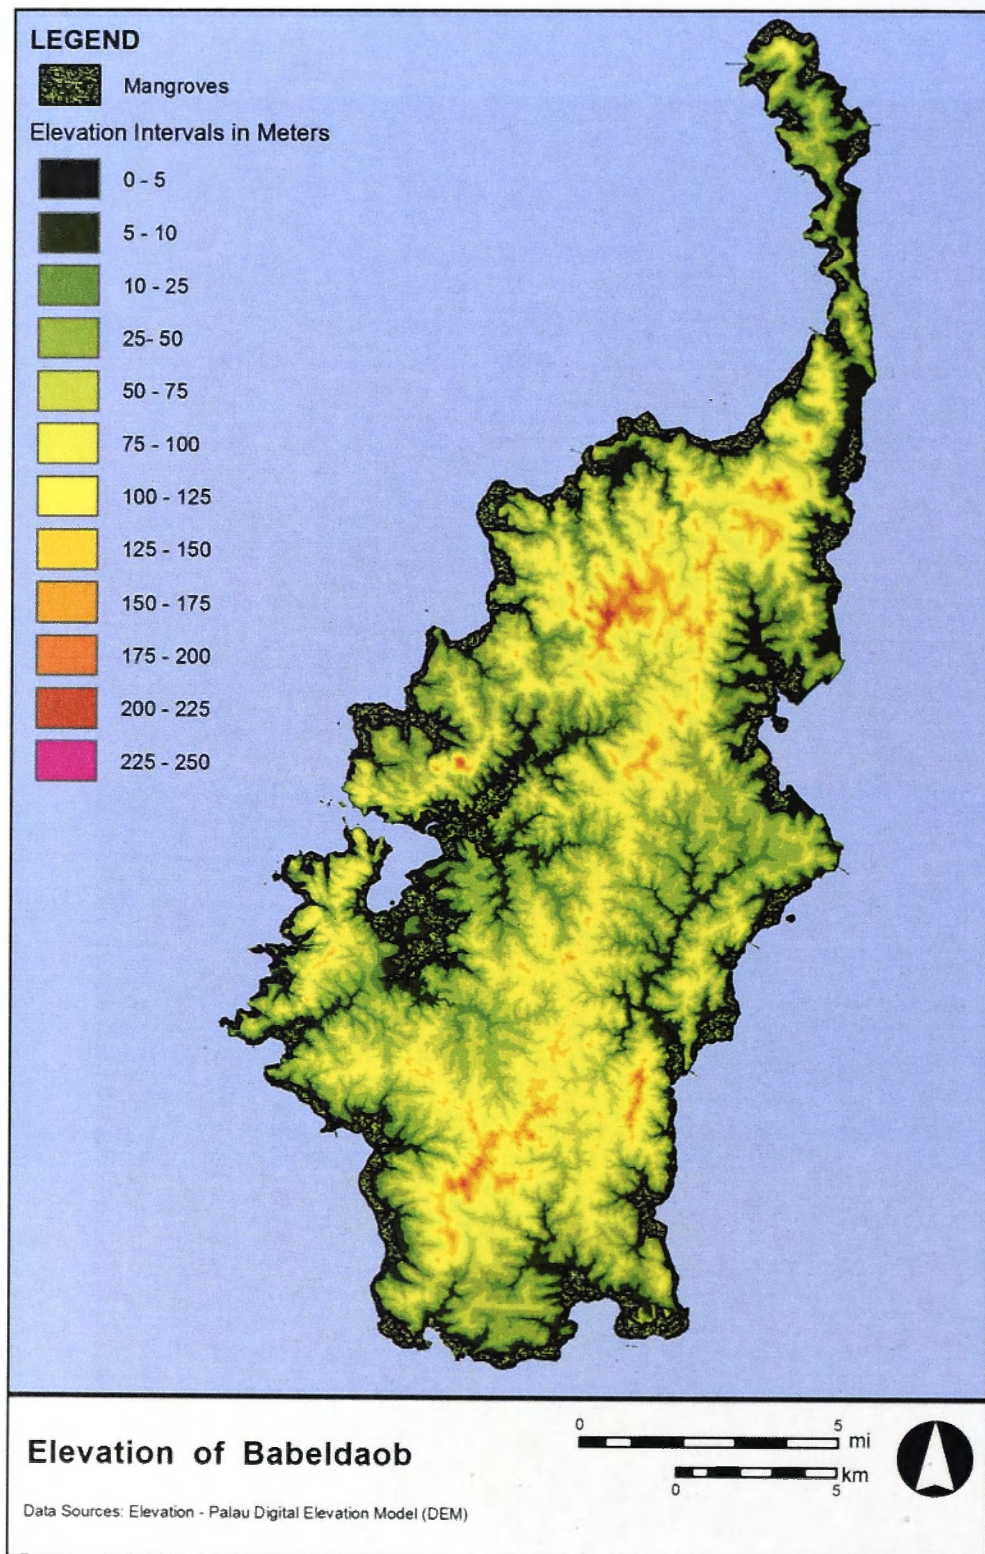 LEGEND
Mangroves
Elevation Intervals in Meters
0 - 5
5 - 10
10 - 25
25- 50
50 - 75
75 - 100
100 - 125
125 - 150
150 - 175
175 - 200
200 - 225
225 - 250
Elevation of Babeldaob
0 5
mi
km
0 5
Data Sources: Elevation - Palau Digital Elevation Model (DEM)